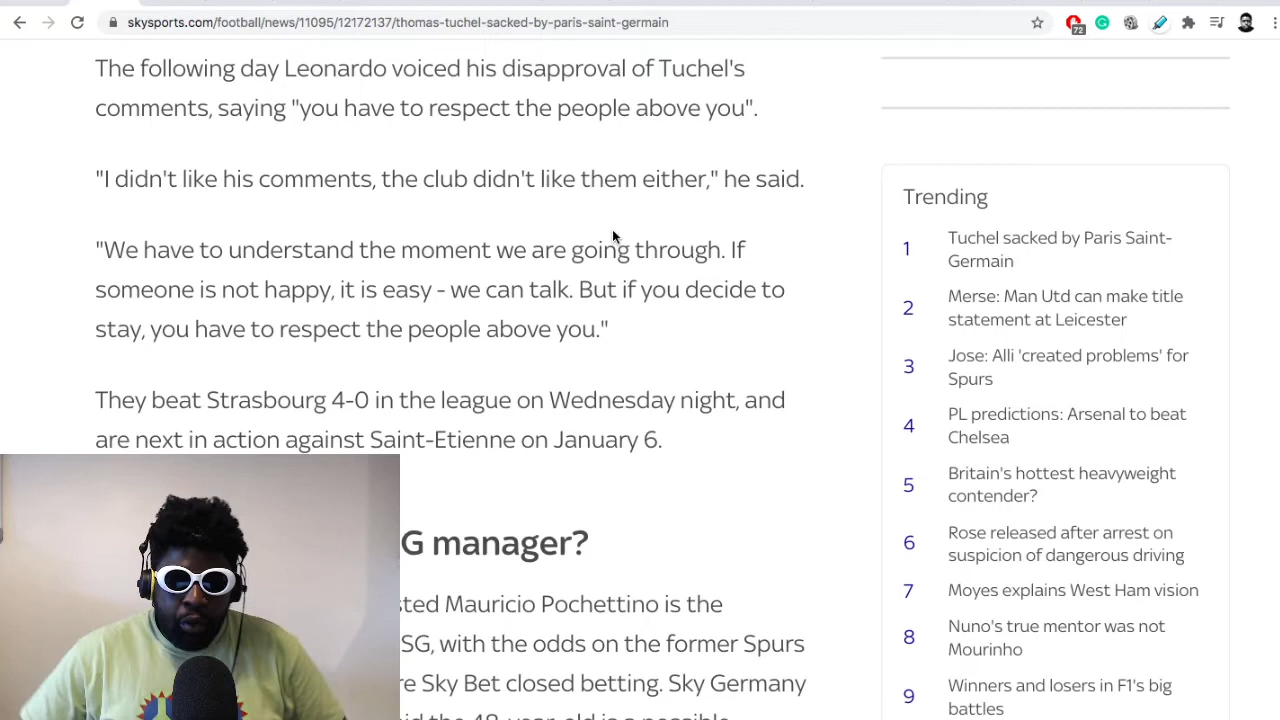 skysports.com/football/news/11095/12172137/thomas-tuchel-sacked-by-paris-saint-germain
72
The following day Leonardo voiced his disapproval of Tuchel's
comments, saying "you have to respect the people above you".
"I didn't like his comments, the club didn't like them either," he said.
"We have to understand the moment we are going through. If
someone is not happy, it is easy - we can talk. But if you decide to
stay, you have to respect the people above you."
They beat Strasbourg 4-0 in the league on Wednesday night, and
are next in action against Saint-Etienne on January 6.
G manager?
sted Mauricio Pochettino is the
SG, with the odds on the former Spurs
re Sky Bet closed betting. Sky Germany
Trending
1 Tuchel sacked by Paris Saint-
Germain
2 Merse: Man Utd can make title
statement at Leicester
3 Jose: Alli 'created problems' for
Spurs
4 PL predictions: Arsenal to beat
Chelsea
5 Britain's hottest heavyweight
contender?
6 Rose released after arrest on
suspicion of dangerous driving
7 Moyes explains West Ham vision
8 Nuno's true mentor was not
Mourinho
9 Winners and losers in F1's big
battles